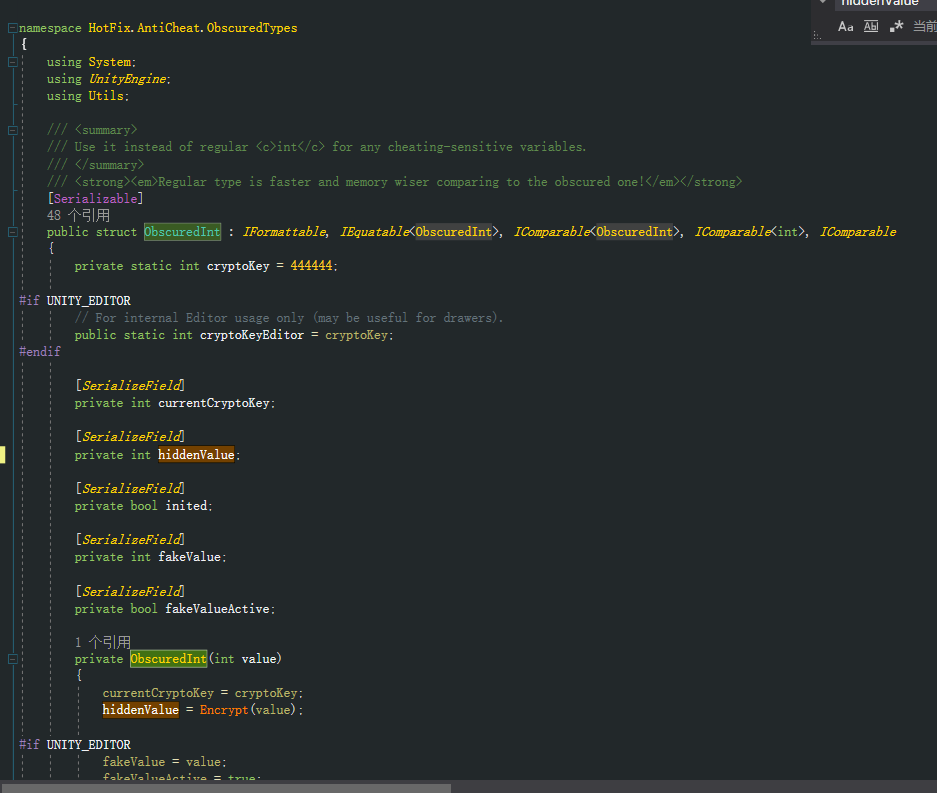 hiddenValue
Aa Ab .* 当前
namespace HotFix.AntiCheat.ObscuredTypes
{
using System;
using UnityEngine;
using Utils;
/// <summary>
/// Use it instead of regular <c>int</c> for any cheating-sensitive variables.
/// </summary>
/// <strong><em>Regular type is faster and memory wiser comparing to the obscured one!</em></strong>
[Serializable]
48 个引用
public struct ObscuredInt : IFormattable, IEquatable<ObscuredInt>, IComparable<ObscuredInt>, IComparable<int>, IComparable
{
private static int cryptoKey = 444444;
#if UNITY_EDITOR
// For internal Editor usage only (may be useful for drawers).
public static int cryptoKeyEditor = cryptoKey;
#endif
[SerializeField]
private int currentCryptoKey;
[SerializeField]
private int hiddenValue;
[SerializeField]
private bool inited;
[SerializeField]
private int fakeValue;
[SerializeField]
private bool fakeValueActive;
1 个引用
private ObscuredInt(int value)
{
currentCryptoKey = cryptoKey;
hiddenValue = Encrypt(value);
#if UNITY_EDITOR
fakeValue = value;
fakeValueActive = true;